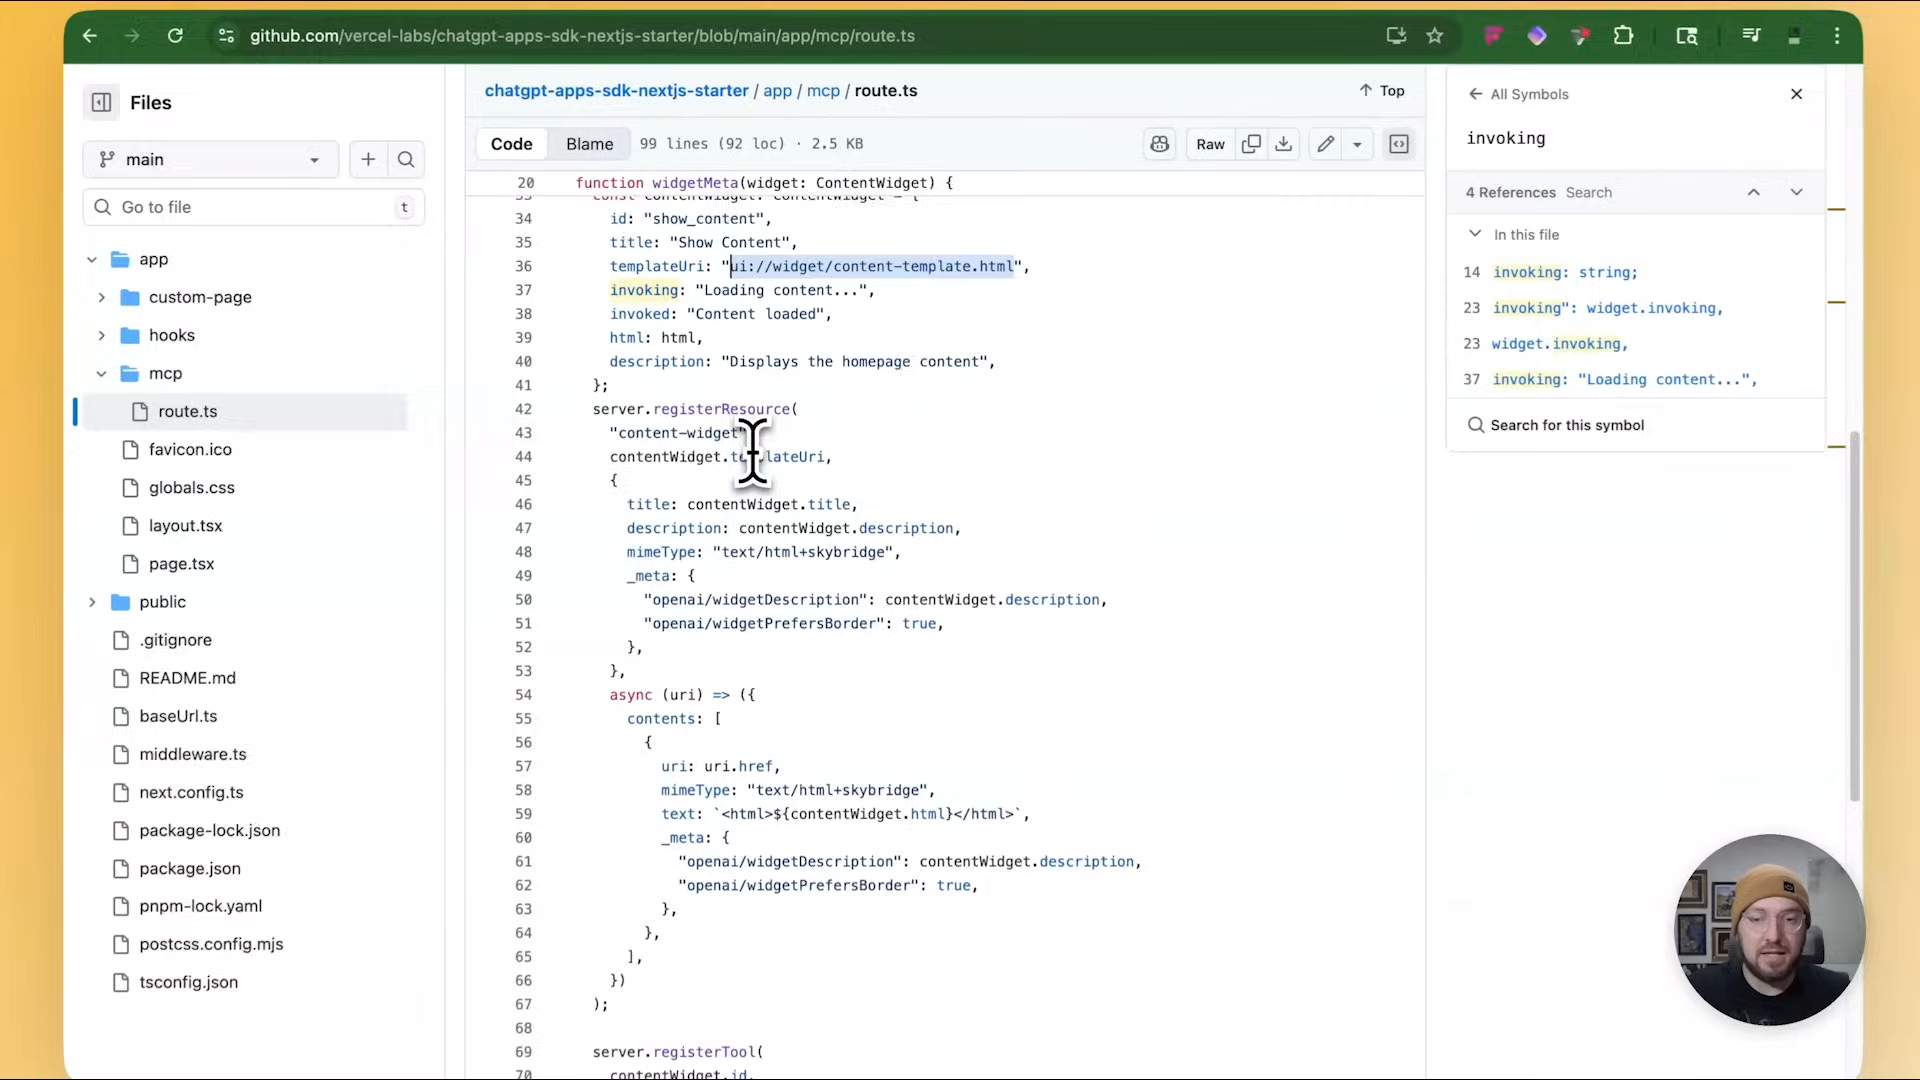 github.com/vercel-labs/chatgpt-apps-sdk-nextjs-starter/blob/main/app/mcp/route.ts
Files
main
Go to file
t
app
custom-page
hooks
mcp
route.ts
favicon.ico
globals.css
layout.tsx
page.tsx
public
.gitignore
README.md
baseUrl.ts
middleware.ts
next.config.ts
package-lock.json
package.json
pnpm-lock.yaml
postcss.config.mjs
tsconfig.json
chatgpt-apps-sdk-nextjs-starter / app / mcp / route.ts
Top
Code
Blame
99 lines (92 loc) · 2.5 KB
Raw
20 function widgetMeta(widget: ContentWidget) {
const contentWidget: ContentWidget = {
34 id: "show_content",
35 title: "Show Content",
36 templateUri: "ui://widget/content-template.html",
37 invoking: "Loading content...",
38 invoked: "Content loaded",
39 html: html,
40 description: "Displays the homepage content",
41 };
42 server.registerResource(
43 "content-widget"
44 contentWidget.templateUri,
45 {
46 title: contentWidget.title,
47 description: contentWidget.description,
48 mimeType: "text/html+skybridge",
49 _meta: {
50 "openai/widgetDescription": contentWidget.description,
51 "openai/widgetPrefersBorder": true,
52 },
53 },
54 async (uri) => ({
55 contents: [
56 {
57 uri: uri.href,
58 mimeType: "text/html+skybridge",
59 text: `<html>${contentWidget.html}</html>`,
60 _meta: {
61 "openai/widgetDescription": contentWidget.description,
62 "openai/widgetPrefersBorder": true,
63 },
64 },
65 ],
66 })
67 );
68
69 server.registerTool(
70 contentWidget.id,
All Symbols
invoking
4 References Search
In this file
14 invoking: string;
23 invoking": widget.invoking,
23 widget.invoking,
37 invoking: "Loading content...",
Search for this symbol